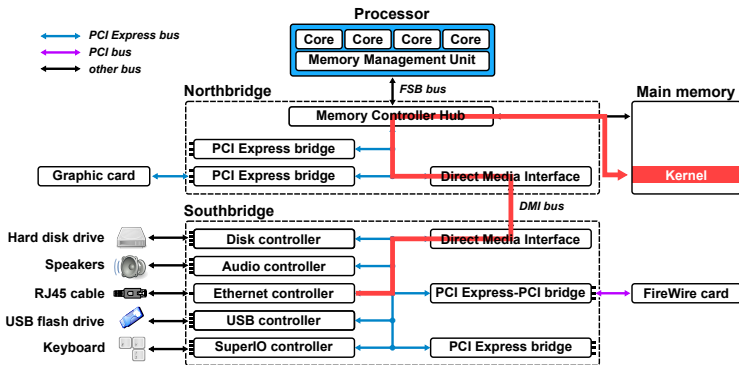 Processor
PCI Express bus
PCI bus
other bus
Core Core Core Core
Memory Management Unit
FSB bus
Northbridge
Main memory
Memory Controller Hub
PCI Express bridge
Graphic card
PCI Express bridge
Direct Media Interface
Kernel
DMI bus
Southbridge
Hard disk drive
Disk controller
Direct Media Interface
Speakers
Audio controller
RJ45 cable
Ethernet controller
PCI Express-PCI bridge
FireWire card
USB flash drive
USB controller
Keyboard
SuperIO controller
PCI Express bridge